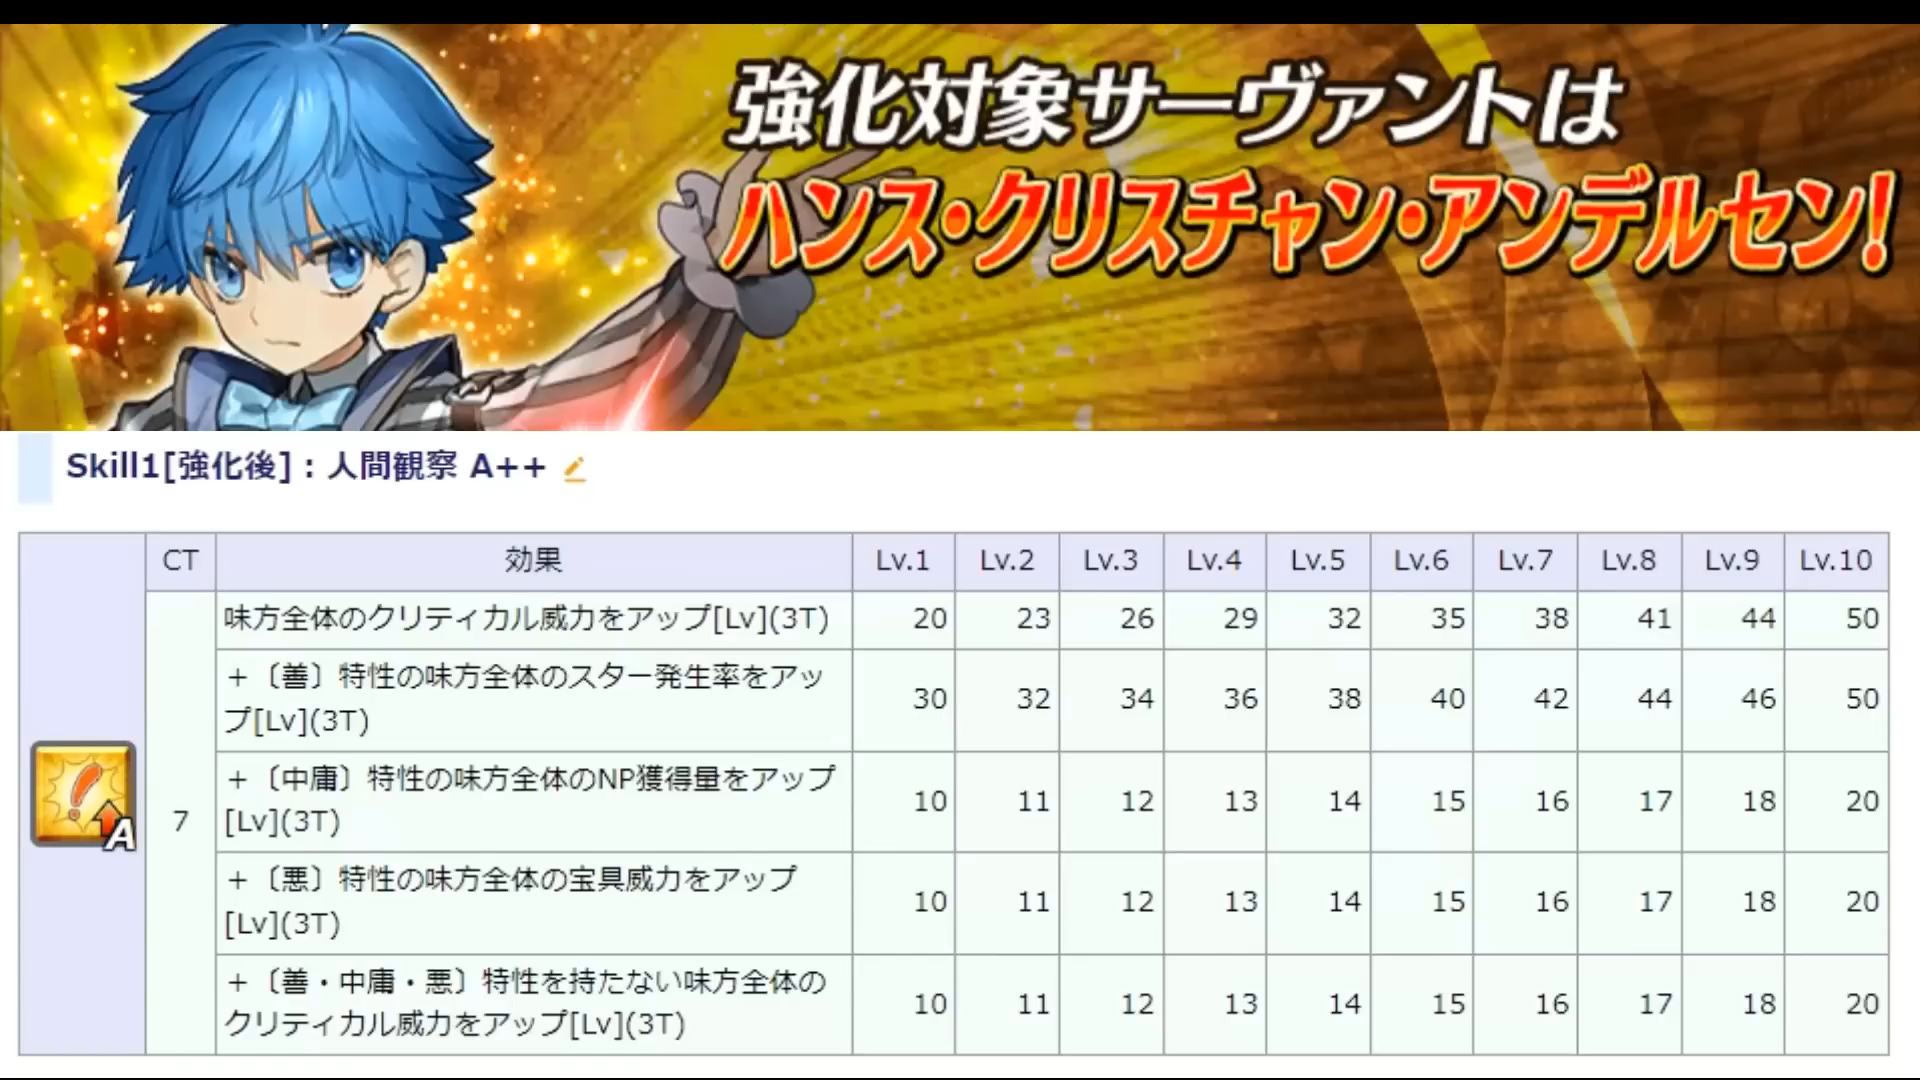 強化対象サーヴァントは
ハンス・クリスチャン・アンデルセン!
Skill1[強化後] : 人間観察 A++
CT 効果 Lv.1 Lv.2 Lv.3 Lv.4 Lv.5 Lv.6 Lv.7 Lv.8 Lv.9 Lv.10
味方全体のクリティカル威力をアップ[Lv](3T) 20 23 26 29 32 35 38 41 44 50
+〔善〕特性の味方全体のスター発生率をアッ
プ[Lv](3T) 30 32 34 36 38 40 42 44 46 50
+〔中庸〕特性の味方全体のNP獲得量をアップ
[Lv](3T) 10 11 12 13 14 15 16 17 18 20
A
7
+〔悪〕特性の味方全体の宝具威力をアップ
[Lv](3T) 10 11 12 13 14 15 16 17 18 20
+〔善・中庸・悪〕特性を持たない味方全体の
クリティカル威力をアップ[Lv](3T) 10 11 12 13 14 15 16 17 18 20